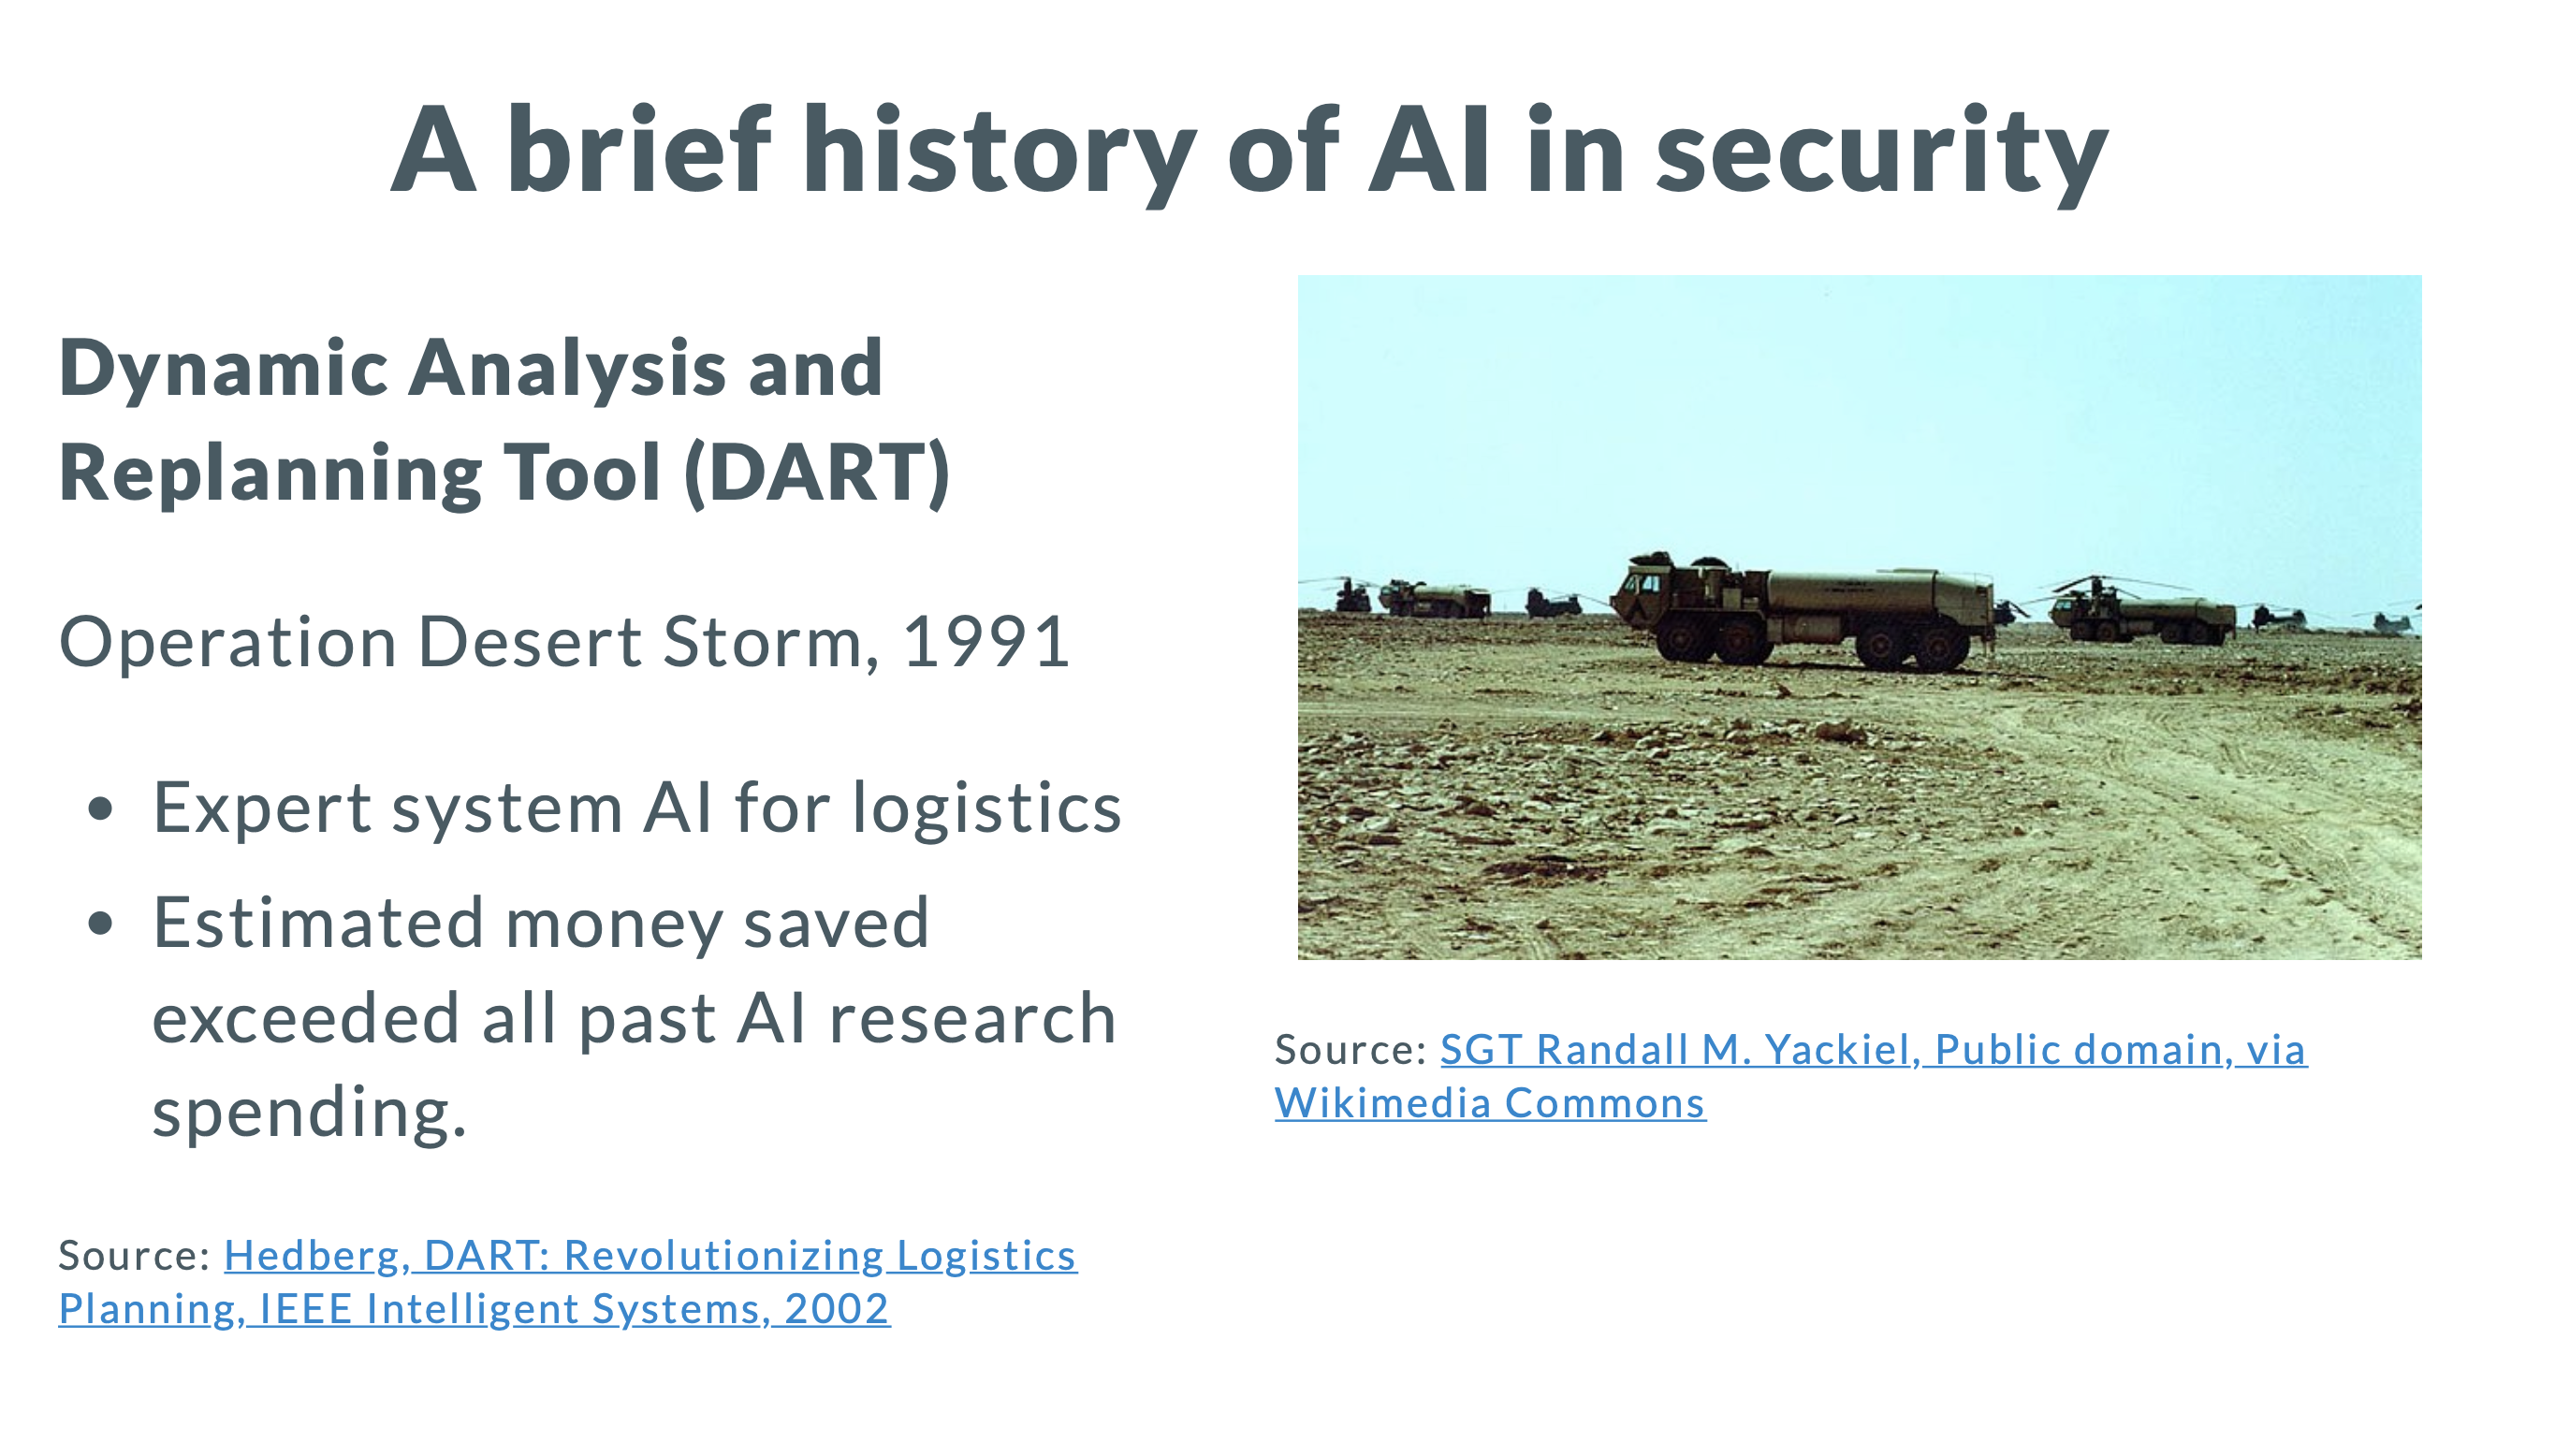 A brief history of AI in security
Dynamic Analysis and
Replanning Tool (DART)
Operation Desert Storm, 1991
• Expert system AI for logistics
• Estimated money saved
exceeded all past AI research
spending.
Source: Hedberg, DART: Revolutionizing Logistics
Planning, IEEE Intelligent Systems, 2002
Source: SGT Randall M. Yackiel, Public domain, via
Wikimedia Commons